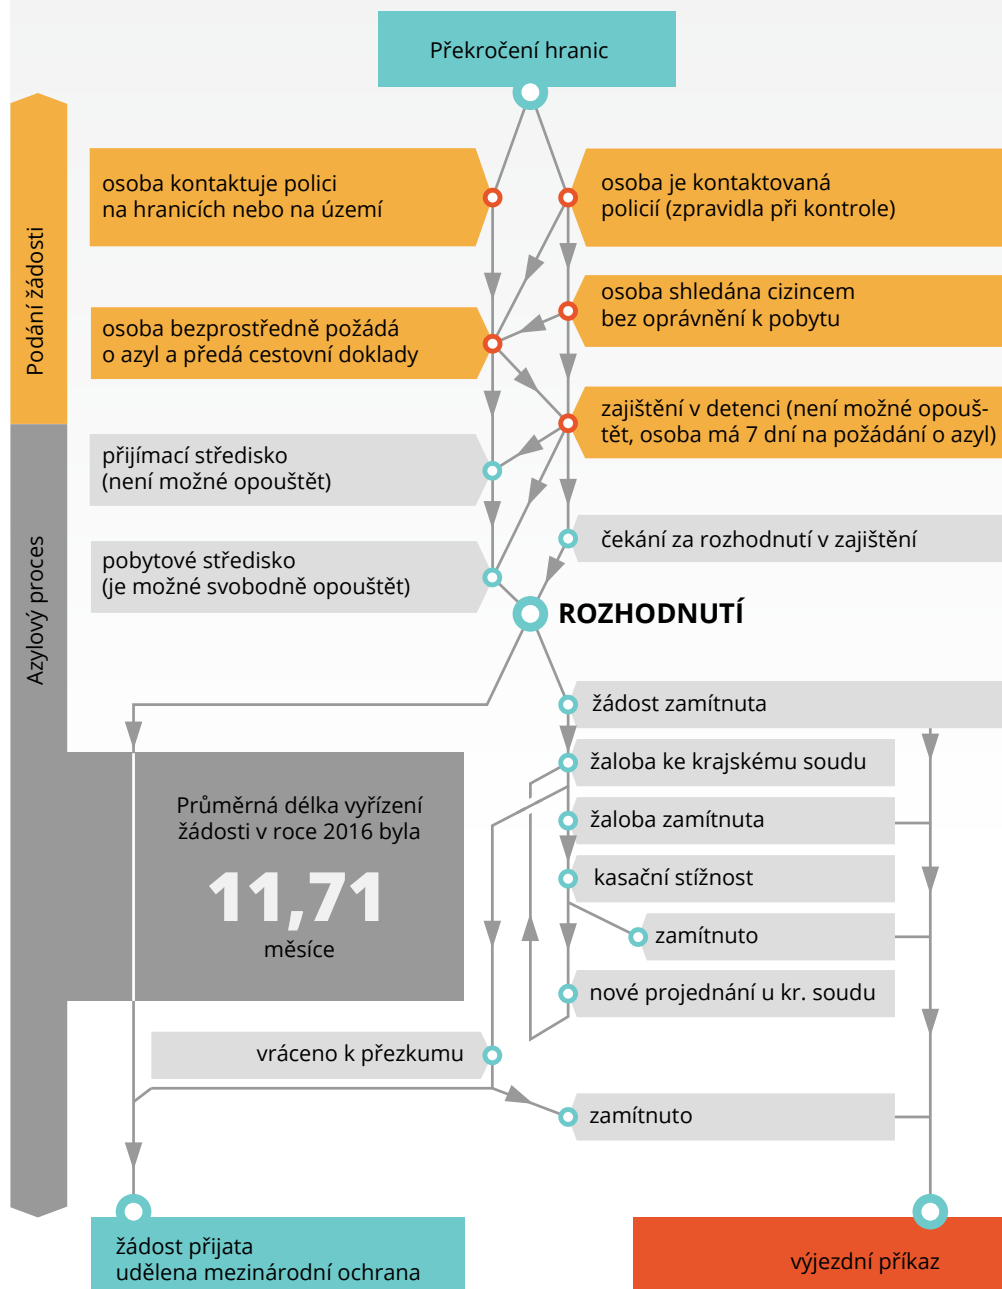 Překročení hranic
Podání žádosti
osoba kontaktuje polici
na hranicích nebo na území
osoba je kontaktovaná
policií (zpravidla při kontrole)
osoba shledána cizincem
bez oprávnění k pobytu
osoba bezprostředně požádá
o azyl a předá cestovní doklady
zajištění v detenci (není možné opouš-
tět, osoba má 7 dní na požádání o azyl)
Azylový proces
přijímací středisko
(není možné opouštět)
čekání za rozhodnutí v zajištění
pobytové středisko
(je možné svobodně opouštět)
ROZHODNUTÍ
žádost zamítnuta
žaloba ke krajskému soudu
Průměrná délka vyřízení
žádosti v roce 2016 byla
11,71
měsíce
žaloba zamítnuta
kasační stížnost
zamítnuto
nové projednání u kr. soudu
vráceno k přezkumu
zamítnuto
žádost přijata
udělena mezinárodní ochrana
výjezdní příkaz